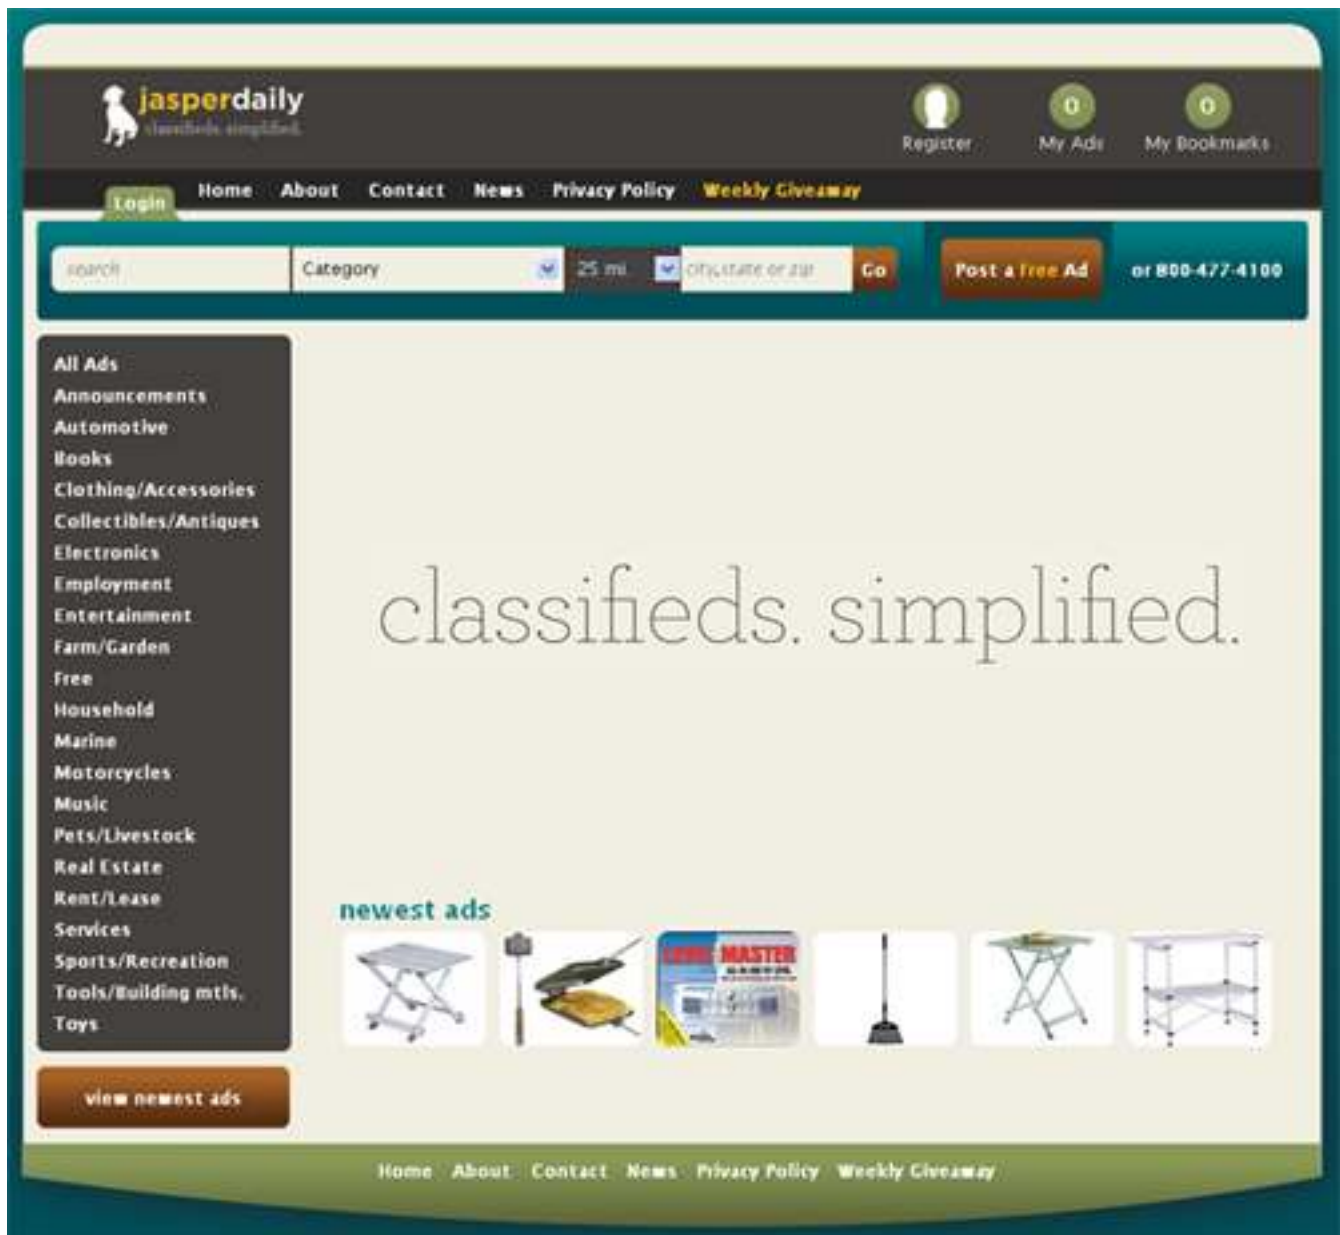 jasperdaily
classifieds. simplified.
0 0
Register My Ads My Bookmarks
Login Home About Contact News Privacy Policy Weekly Giveaway
search Category 25 mi. city, state or zip Go Post a Free Ad or 800-477-4100
All Ads
Announcements
Automotive
Books
Clothing/Accessories
Collectibles/Antiques
Electronics
Employment
Entertainment
Farm/Garden
Free
Household
Marine
Motorcycles
Music
Pets/Livestock
Real Estate
Rent/Lease
Services
Sports/Recreation
Tools/Building mtls.
Toys
view newest ads
classifieds. simplified.
newest ads
LEVEL MASTER
Home About Contact News Privacy Policy Weekly Giveaway